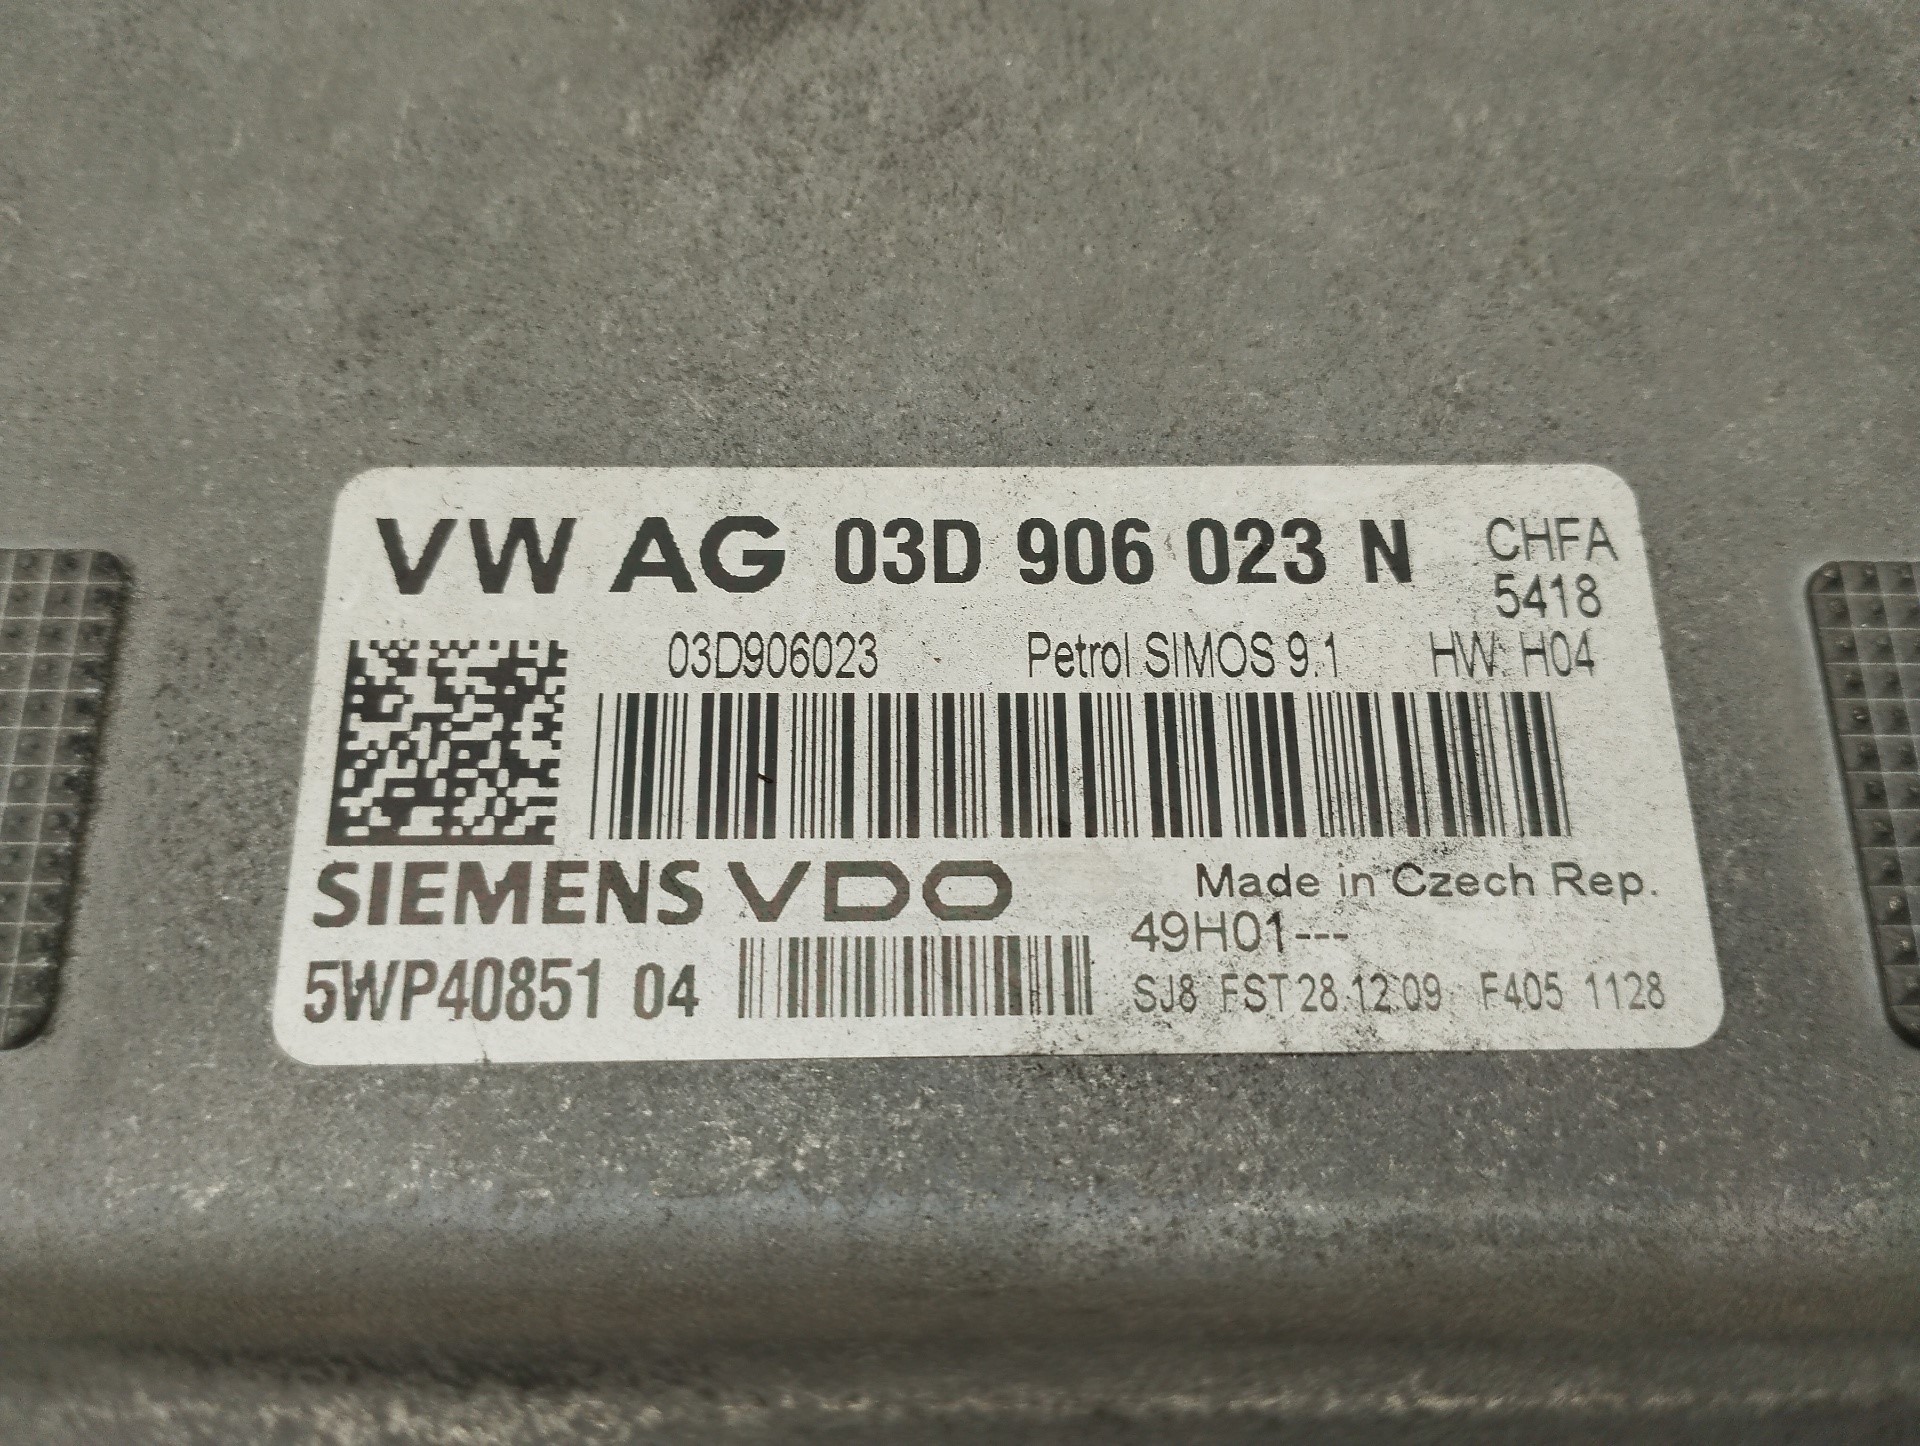 VW AG 03D 906 023 N CHFA
5418
03D906023 Petrol SIMOS 9.1 HW: H04
SIEMENS VDO Made in Czech Rep.
49H01---
5WP40851 04 SJ8 FST 28.12.09 F405 1128